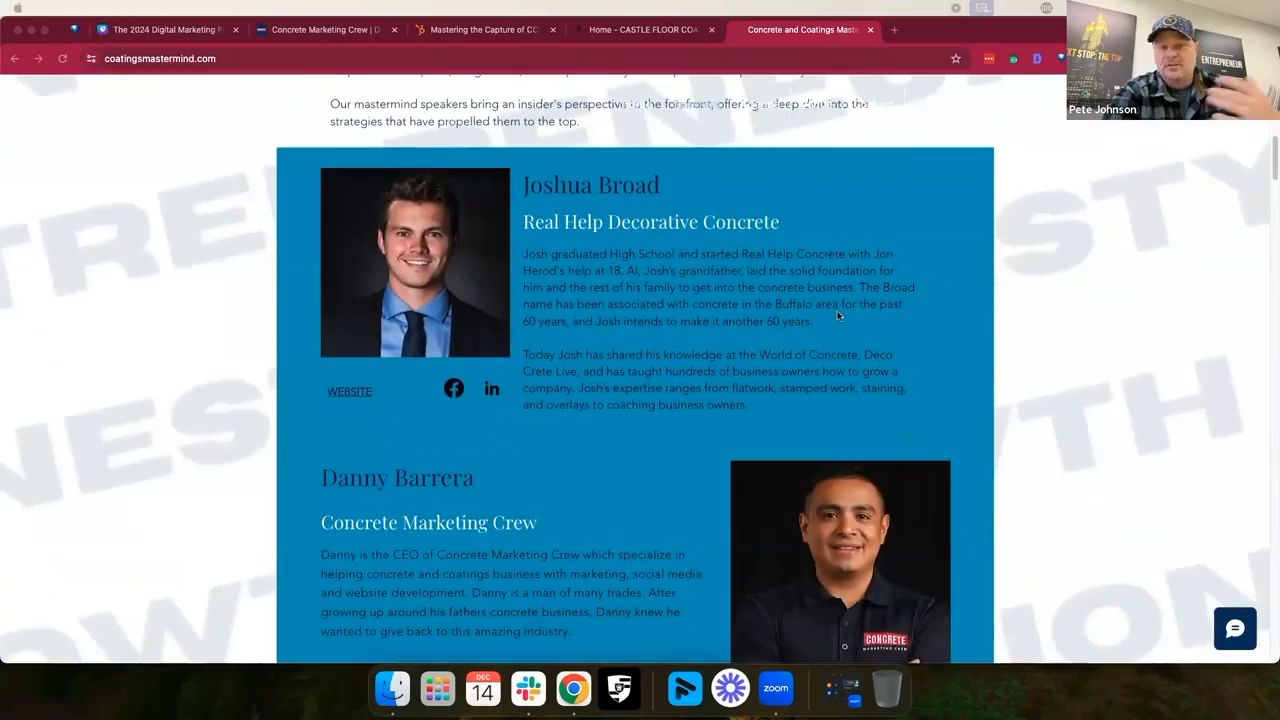 The 2024 Digital Marketing P
Concrete Marketing Crew | D
Mastering the Capture of CC
Home - CASTLE FLOOR COA
Concrete and Coatings Maste
coatingsmastermind.com
NEXT STOP: THE TOP
ENTREPRENEUR
Pete Johnson
Our mastermind speakers bring an insider's perspective to the forefront, offering a deep dive into the
strategies that have propelled them to the top.
Joshua Broad
Real Help Decorative Concrete
Josh graduated High School and started Real Help Concrete with Jon
Herod's help at 18. Al, Josh's grandfather, laid the solid foundation for
him and the rest of his family to get into the concrete business. The Broad
name has been associated with concrete in the Buffalo area for the past
60 years, and Josh intends to make it another 60 years.
Today Josh has shared his knowledge at the World of Concrete, Deco
Crete Live, and has taught hundreds of business owners how to grow a
company. Josh's expertise ranges from flatwork, stamped work, staining,
and overlays to coaching business owners.
WEBSITE
in
Danny Barrera
Concrete Marketing Crew
Danny is the CEO of Concrete Marketing Crew which specialize in
helping concrete and coatings business with marketing, social media
and website development. Danny is a man of many trades. After
growing up around his fathers concrete business, Danny knew he
wanted to give back to this amazing industry.
CONCRETE
MARKETING CREW
DEC
14
zoom